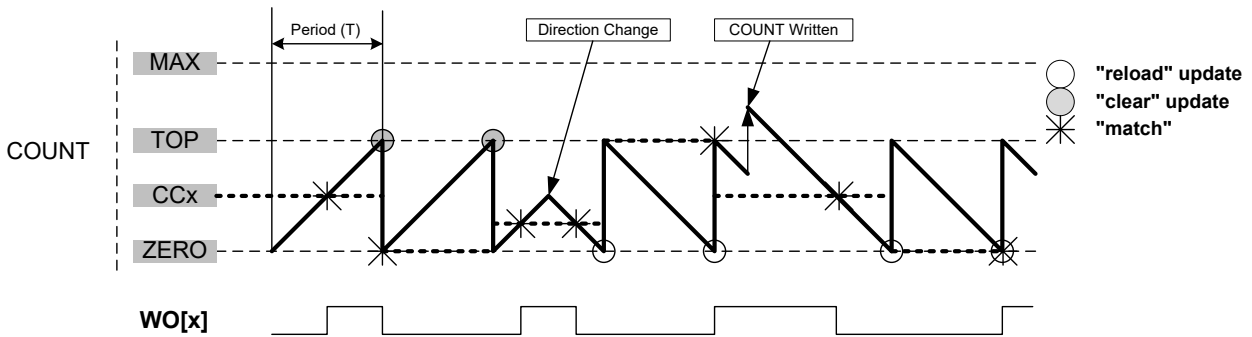 Period (T)
Direction Change
COUNT Written
MAX
"reload" update
"clear" update
TOP
"match"
COUNT
CCx
ZERO
WO[x]